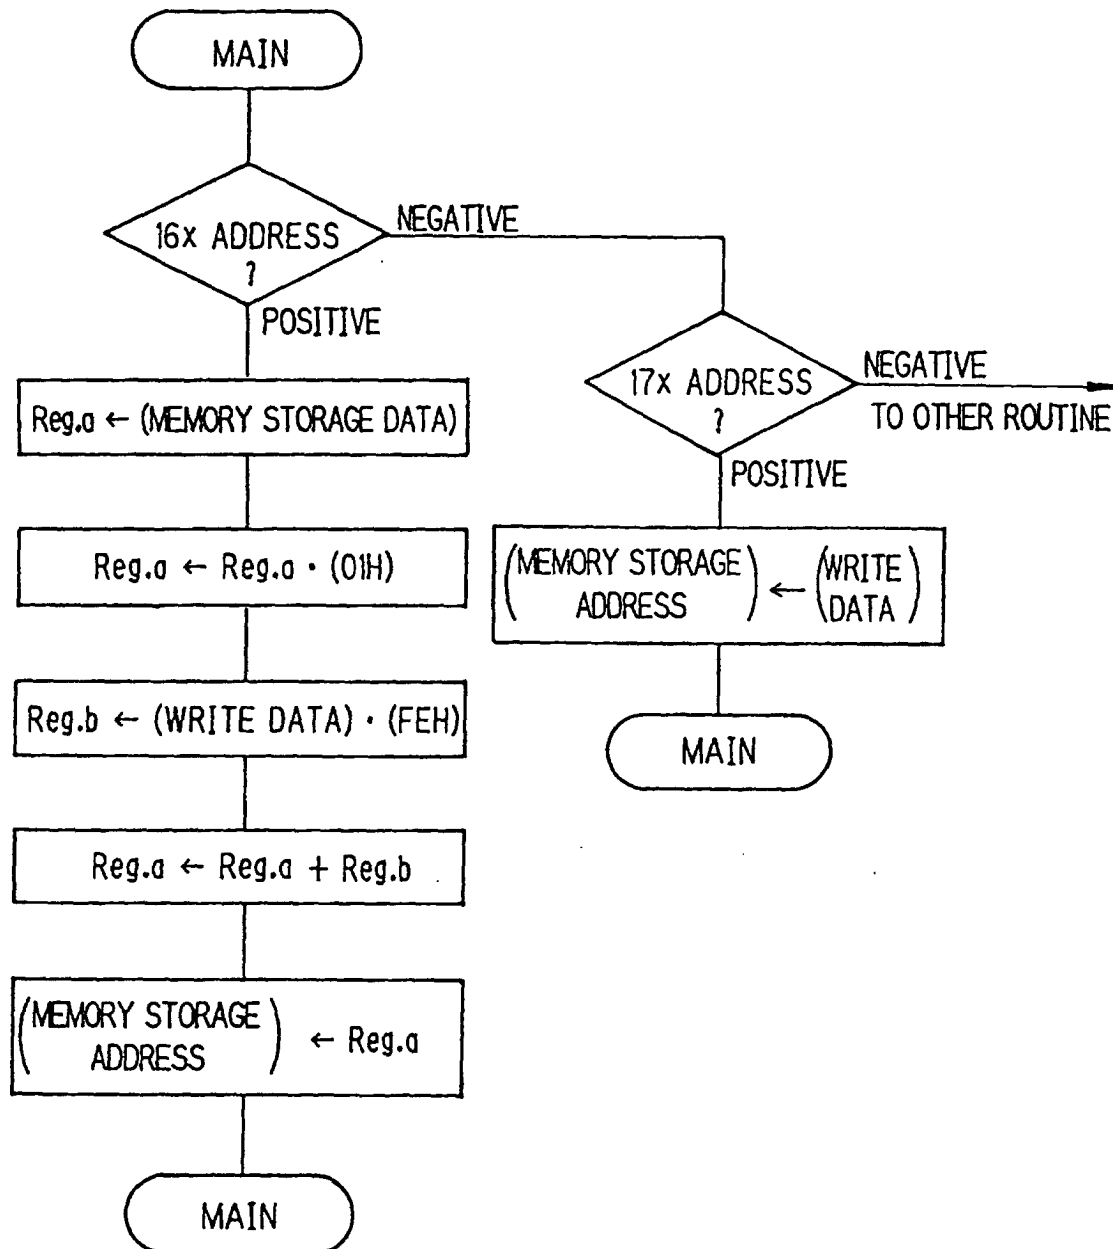 MAIN
16x ADDRESS
?
NEGATIVE
POSITIVE
Reg.a ← (MEMORY STORAGE DATA)
Reg.a ← Reg.a · (01H)
Reg.b ← (WRITE DATA) · (FEH)
Reg.a ← Reg.a + Reg.b
(MEMORY STORAGE
ADDRESS) ← Reg.a
MAIN
17x ADDRESS
?
NEGATIVE
TO OTHER ROUTINE
POSITIVE
(MEMORY STORAGE
ADDRESS) ← (WRITE
DATA)
MAIN